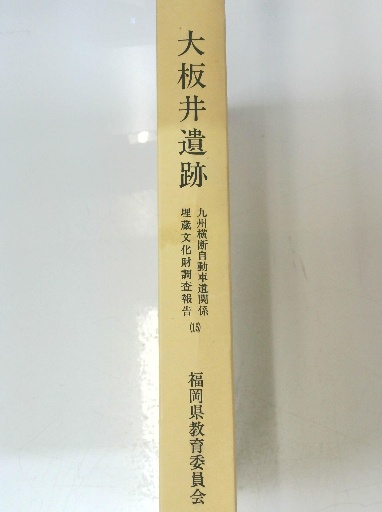 大板井遺跡
九州横断自動車道関係
埋蔵文化財調査報告
(15)
福岡県教育委員会